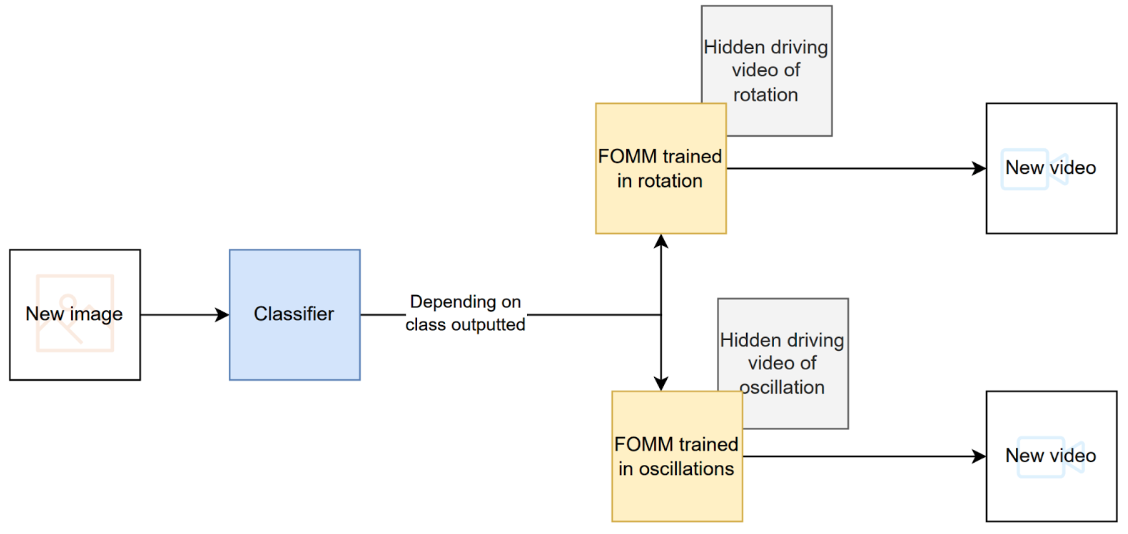 Hidden driving
video of
rotation
FOMM trained
in rotation
New video
New image
Classifier
Depending on
class outputted
Hidden driving
video of
oscillation
FOMM trained
in oscillations
New video